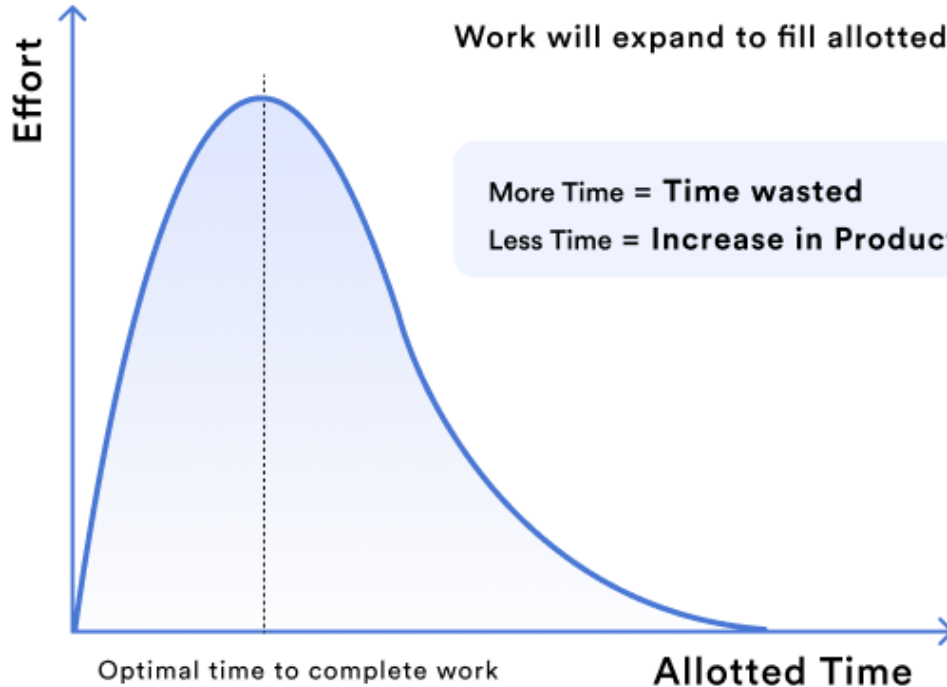 Effort
Work will expand to fill allotted
More Time = Time wasted
Less Time = Increase in Produc
Optimal time to complete work
Allotted Time